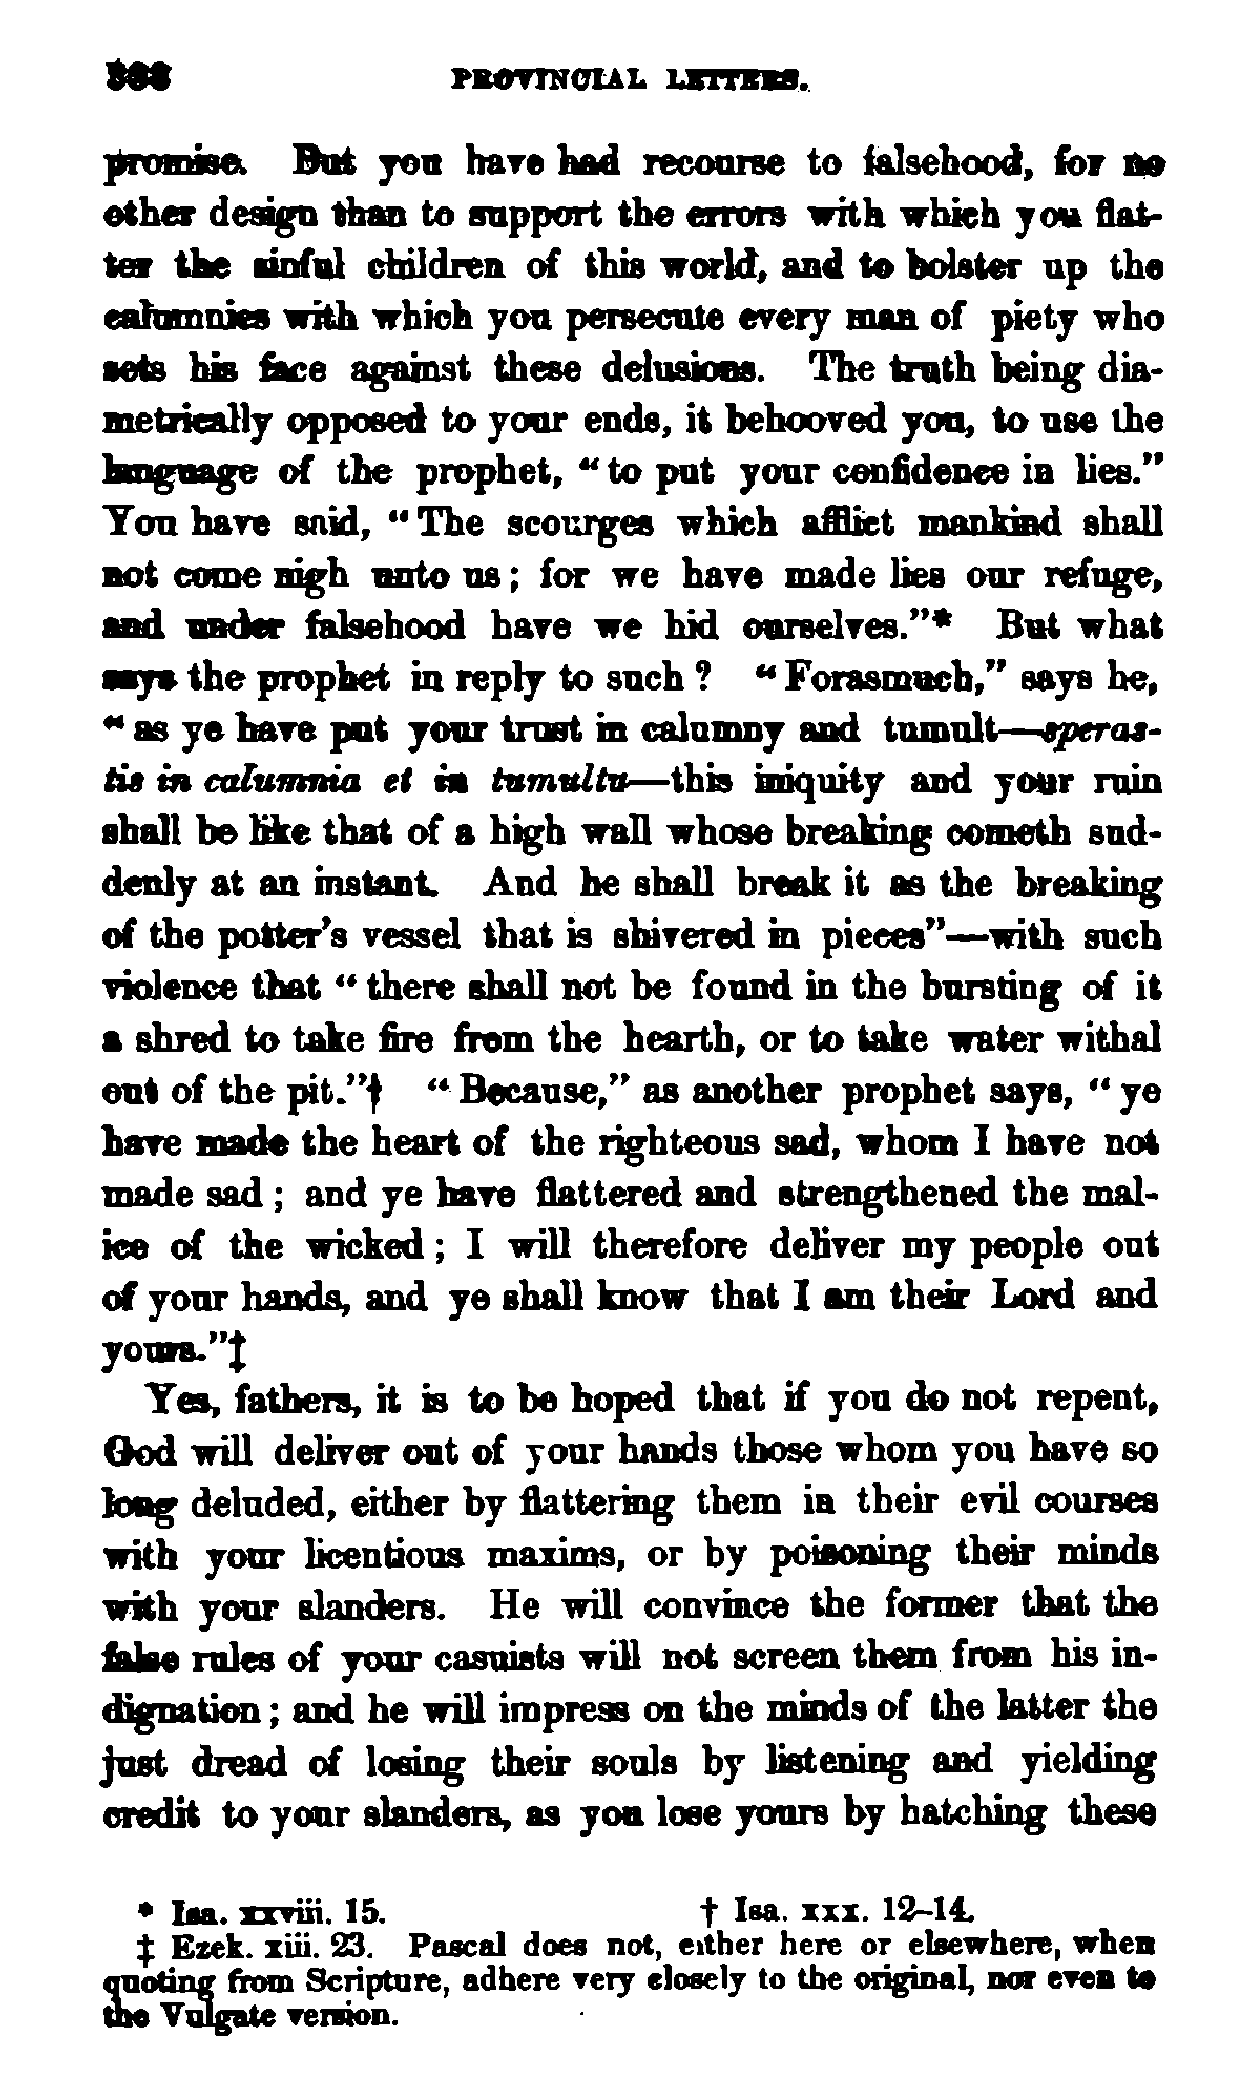 PROVINCIAL LETTERS.
promise. But you have had recourse to falsehood, for no
other design than to support the errors with which you flat-
ter the sinful children of this world, and to bolster up the
calumnies with which you persecute every man of piety who
sets his face against these delusions. The truth being dia-
metrically opposed to your ends, it behooved you, to use the
language of the prophet, “to put your confidence in lies.”
You have said, “The scourges which afflict mankind shall
not come nigh unto us; for we have made lies our refuge,
and under falsehood have we hid ourselves.”* But what
says the prophet in reply to such? “Forasmuch,” says he,
“as ye have put your trust in calumny and tumult—speras-
tis in calumnia et in tumultu—this iniquity and your ruin
shall be like that of a high wall whose breaking cometh sud-
denly at an instant. And he shall break it as the breaking
of the potter’s vessel that is shivered in pieces”—with such
violence that “there shall not be found in the bursting of it
a shred to take fire from the hearth, or to take water withal
out of the pit.”† “Because,” as another prophet says, “ye
have made the heart of the righteous sad, whom I have not
made sad; and ye have flattered and strengthened the mal-
ice of the wicked; I will therefore deliver my people out
of your hands, and ye shall know that I am their Lord and
yours.”‡
Yes, fathers, it is to be hoped that if you do not repent,
God will deliver out of your hands those whom you have so
long deluded, either by flattering them in their evil courses
with your licentious maxims, or by poisoning their minds
with your slanders. He will convince the former that the
false rules of your casuists will not screen them from his in-
dignation; and he will impress on the minds of the latter the
just dread of losing their souls by listening and yielding
credit to your slanders, as you lose yours by hatching these
* Isa. xxviii. 15. † Isa. xxx. 12–14.
‡ Ezek. xiii. 23. Pascal does not, either here or elsewhere, when
quoting from Scripture, adhere very closely to the original, nor even to
the Vulgate version.